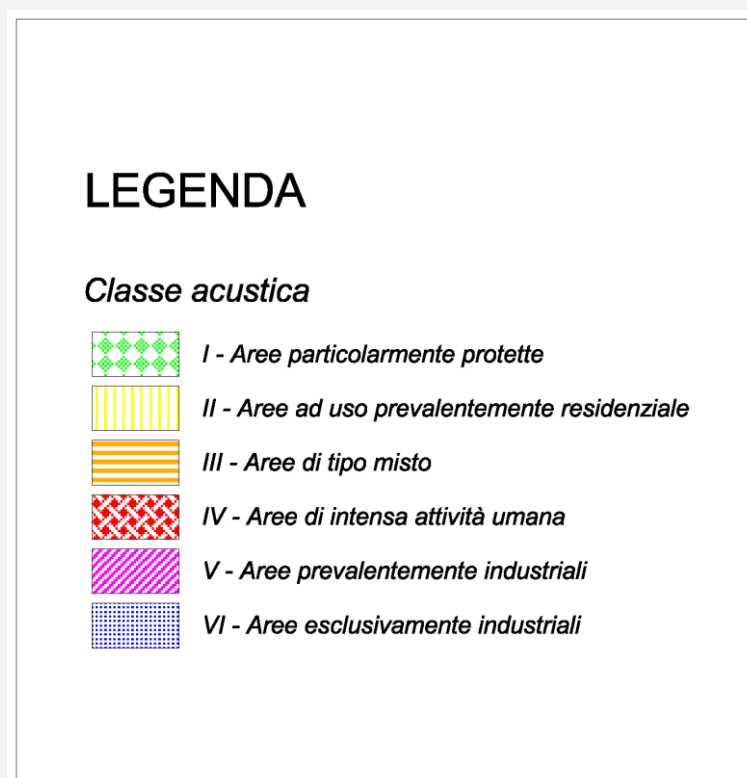 LEGENDA
Classe acustica
I - Aree particolarmente protette
II - Aree ad uso prevalentemente residenziale
III - Aree di tipo misto
IV - Aree di intensa attività umana
V - Aree prevalentemente industriali
VI - Aree esclusivamente industriali